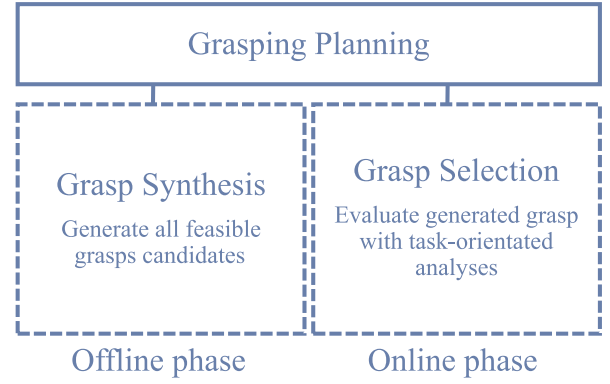 Grasping Planning
Grasp Synthesis
Generate all feasible
grasps candidates
Grasp Selection
Evaluate generated grasp
with task-orientated
analyses
Offline phase
Online phase